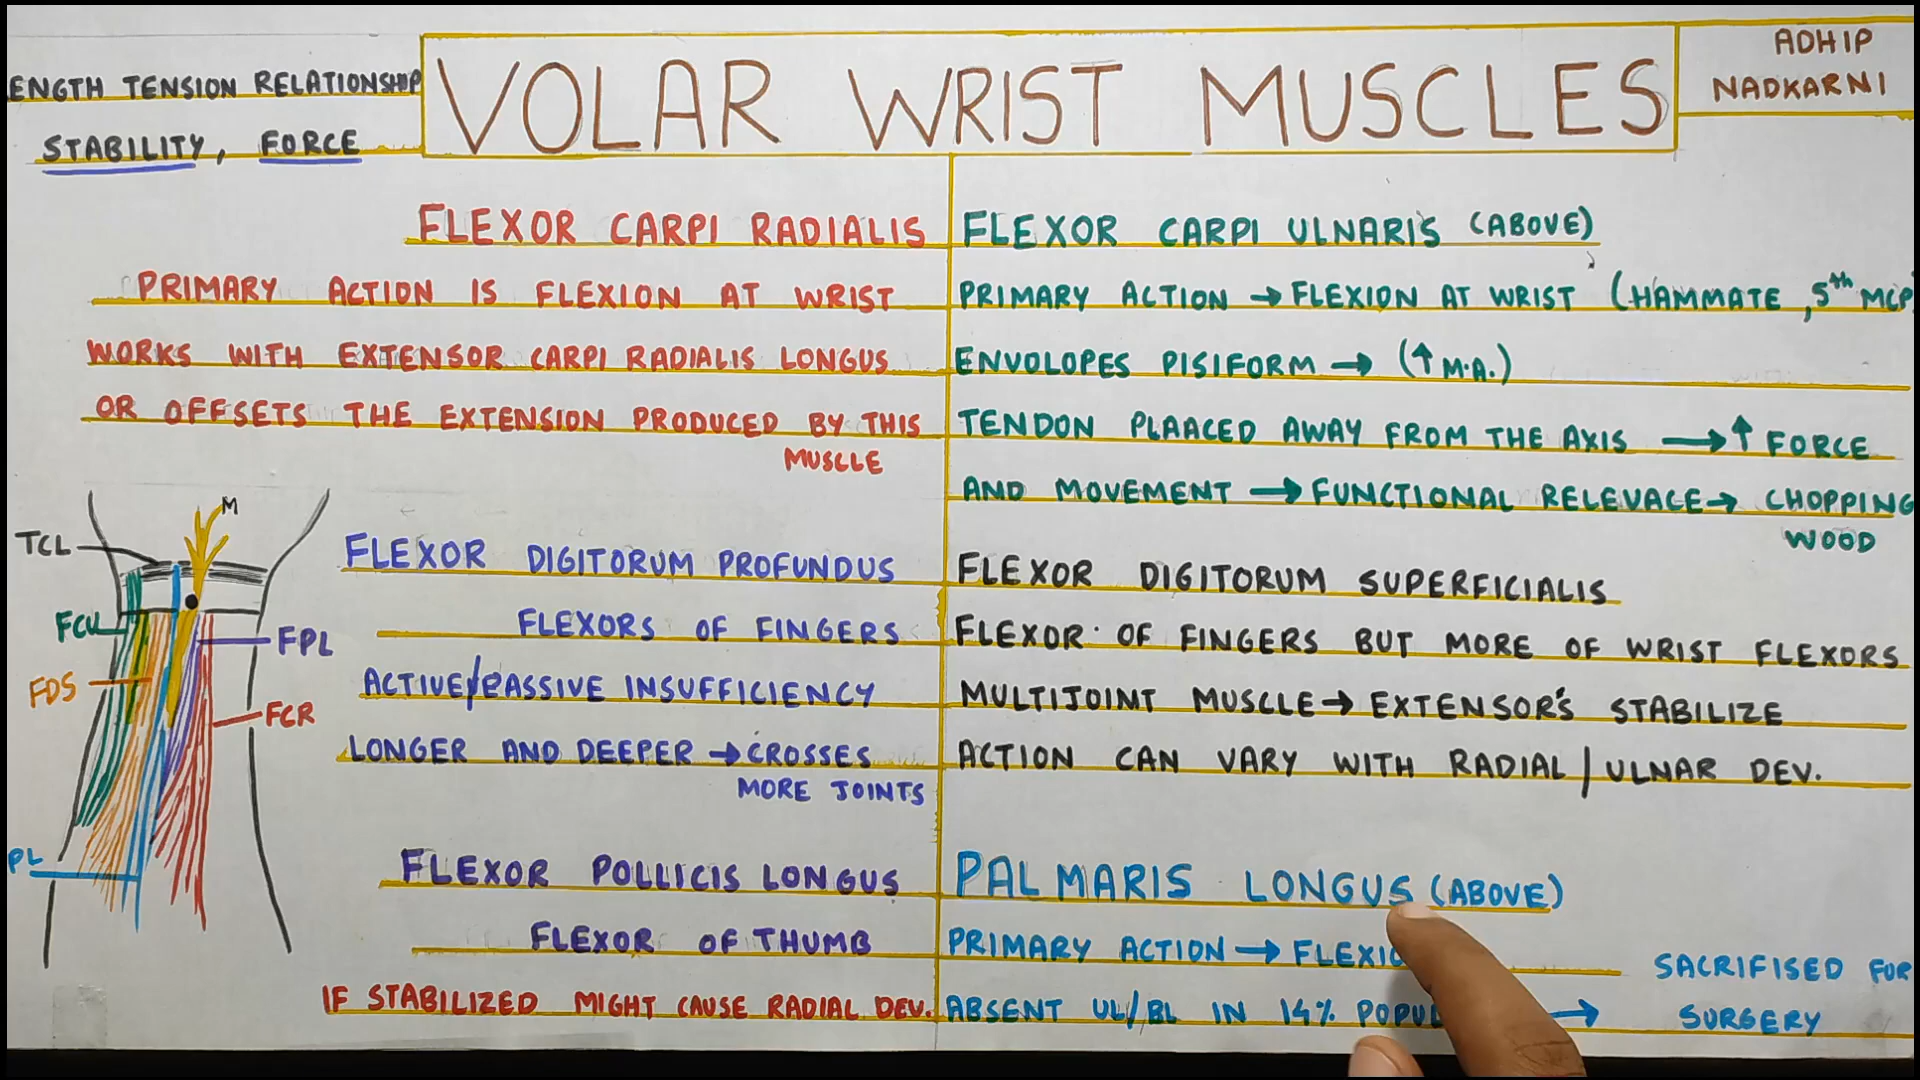 ENGTH TENSION RELATIONSHIP
STABILITY, FORCE
VOLAR WRIST MUSCLES
ADHIP
NADKARNI
FLEXOR CARPI RADIALIS
PRIMARY ACTION IS FLEXION AT WRIST
WORKS WITH EXTENSOR CARPI RADIALIS LONGUS
OR OFFSETS THE EXTENSION PRODUCED BY THIS
MUSCLE
FLEXOR CARPI ULNARIS (ABOVE)
PRIMARY ACTION → FLEXION AT WRIST (HAMMATE, 5th MCP
ENVOLOPES PISIFORM → (↑ M.A.)
TENDON PLAACED AWAY FROM THE AXIS → ↑ FORCE
AND MOVEMENT → FUNCTIONAL RELEVACE → CHOPPING
WOOD
M
TCL
FCU
FPL
FDS
FCR
PL
FLEXOR DIGITORUM PROFUNDUS
FLEXORS OF FINGERS
ACTIVE/PASSIVE INSUFFICIENCY
LONGER AND DEEPER → CROSSES
MORE JOINTS
FLEXOR DIGITORUM SUPERFICIALIS
FLEXOR OF FINGERS BUT MORE OF WRIST FLEXORS
MULTIJOINT MUSCLE → EXTENSOR'S STABILIZE
ACTION CAN VARY WITH RADIAL / ULNAR DEV.
FLEXOR POLLICIS LONGUS
FLEXOR OF THUMB
IF STABILIZED MIGHT CAUSE RADIAL DEV.
PALMARIS LONGUS (ABOVE)
PRIMARY ACTION → FLEXIO
ABSENT UL/BL IN 14% POPUL →
SACRIFISED FOR
SURGERY